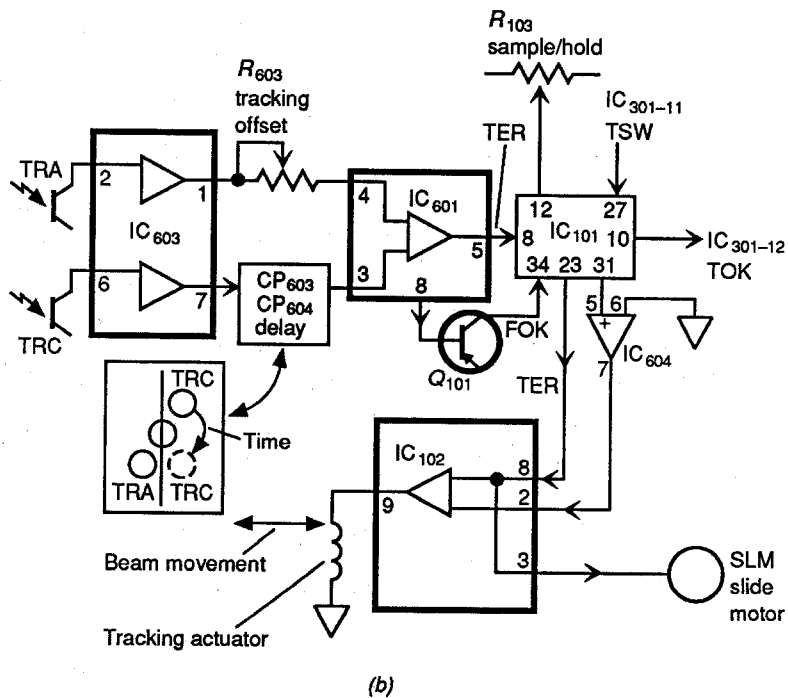 R103
sample/hold
R603
tracking
offset
IC301–11
TSW
TER
TRA
2
1
4
IC601
12
27
IC603
5
8
IC101
10
IC301–12
TOK
6
7
CP603
CP604
delay
3
8
34
23
31
TRC
FOK
5
6
+
IC604
Q101
TER
7
TRC
Time
TRA
TRC
IC102
8
9
2
Beam movement
3
SLM
slide
motor
Tracking actuator
(b)